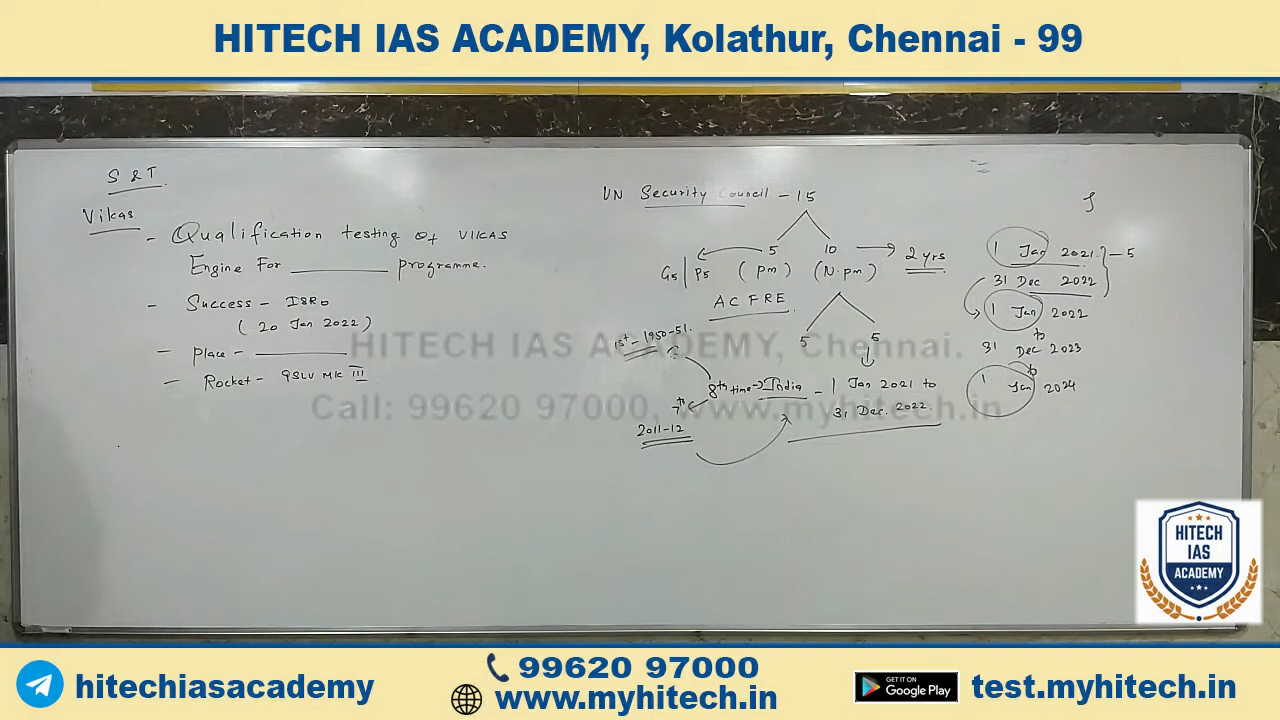 HITECH IAS ACADEMY, Kolathur, Chennai - 99
S & T.
Vikas
- Qualification testing of VIKAS
Engine For ________ programme.
- Success - ISRO
(20 Jan 2022)
- place - ________
- Rocket - GSLV MK III
UN Security Council - 15
5 10 → 2 yrs
G5 | P5 (pm) (N.pm)
ACFRE
5 5
1st - 1950-51.
8th time → India - 1 Jan 2021 to
31 Dec. 2022.
7th
2011-12
1 Jan 2021. - 5
31 Dec 2022
1 Jan 2022
to
31 Dec 2023
to
1 Jan 2024
HITECH IAS ACADEMY, Chennai.
Call: 99620 97000, www.myhitech.in
HITECH
IAS
ACADEMY
hitechiasacademy
99620 97000
www.myhitech.in
GET IT ON
Google Play
test.myhitech.in